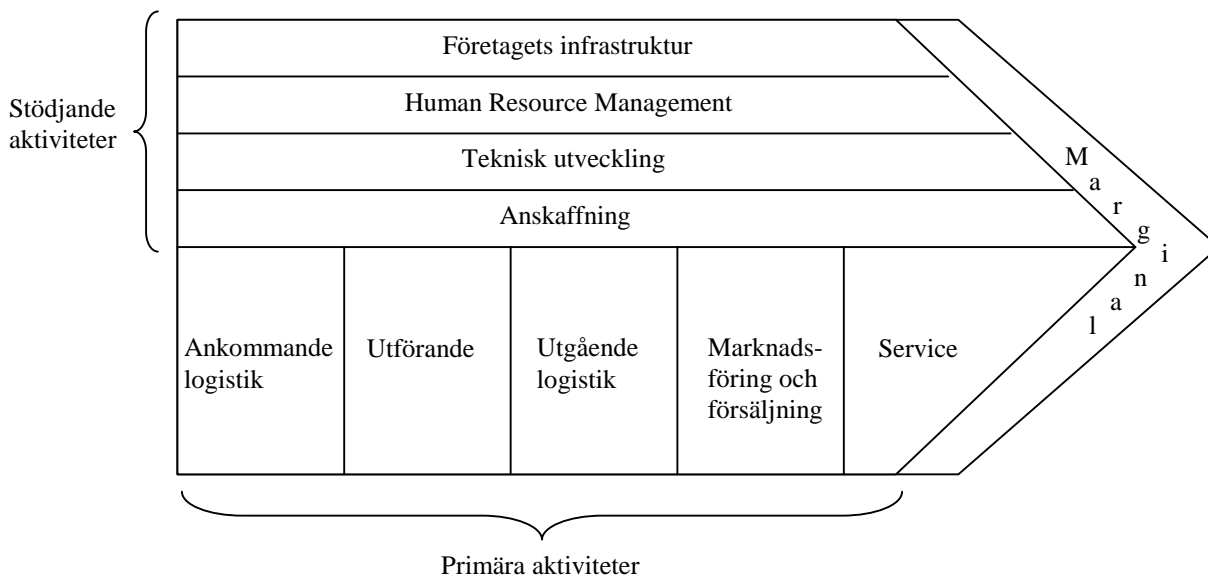 Företagets infrastruktur
Human Resource Management
Stödjande
aktiviteter
Teknisk utveckling
Anskaffning
Marginal
Ankommande
logistik
Utförande
Utgående
logistik
Marknads-
föring och
försäljning
Service
Primära aktiviteter